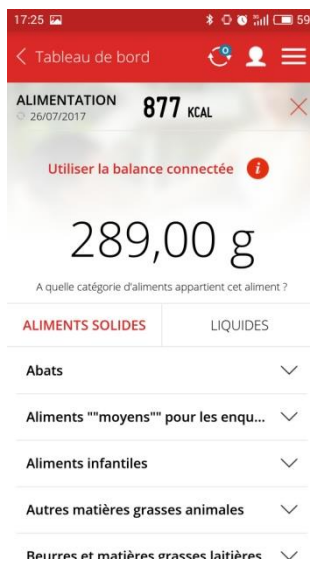 17:25 59
Tableau de bord 0
ALIMENTATION 877 KCAL
26/07/2017
Utiliser la balance connectée i
289,00 g
A quelle catégorie d'aliments appartient cet aliment ?
ALIMENTS SOLIDES LIQUIDES
Abats
Aliments ""moyens"" pour les enqu...
Aliments infantiles
Autres matières grasses animales
Beurres et matières grasses laitières